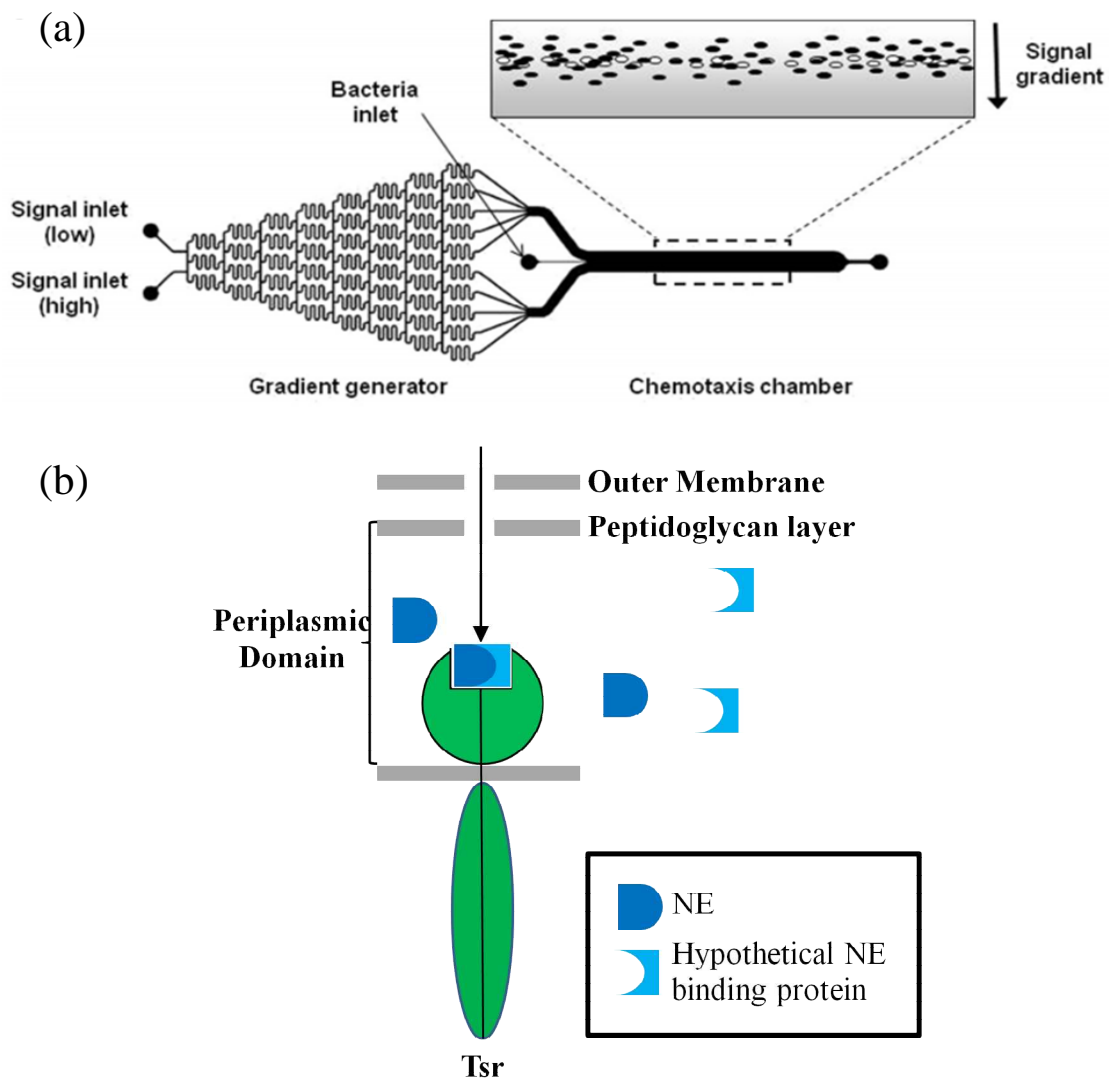 (a)
Signal
gradient
Bacteria
inlet
Signal inlet
(low)
Signal inlet
(high)
Gradient generator
Chemotaxis chamber
(b)
Outer Membrane
Peptidoglycan layer
Periplasmic
Domain
NE
Hypothetical NE
binding protein
Tsr